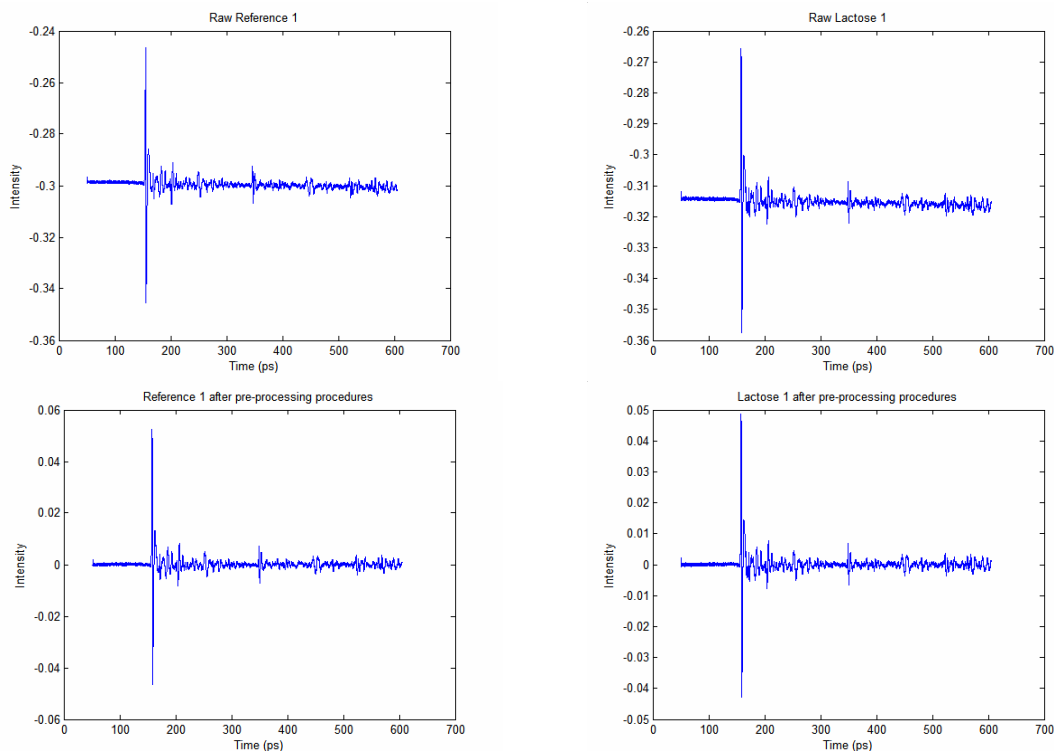 Raw Reference 1
-0.24
-0.26
-0.28
-0.3
-0.32
-0.34
-0.36
Intensity
0 100 200 300 400 500 600 700
Time (ps)
Raw Lactose 1
-0.26
-0.27
-0.28
-0.29
-0.3
-0.31
-0.32
-0.33
-0.34
-0.35
-0.36
Intensity
0 100 200 300 400 500 600 700
Time (ps)
Reference 1 after pre-processing procedures
0.06
0.04
0.02
0
-0.02
-0.04
-0.06
Intensity
0 100 200 300 400 500 600 700
Time (ps)
Lactose 1 after pre-processing procedures
0.05
0.04
0.03
0.02
0.01
0
-0.01
-0.02
-0.03
-0.04
-0.05
Intensity
0 100 200 300 400 500 600 700
Time (ps)